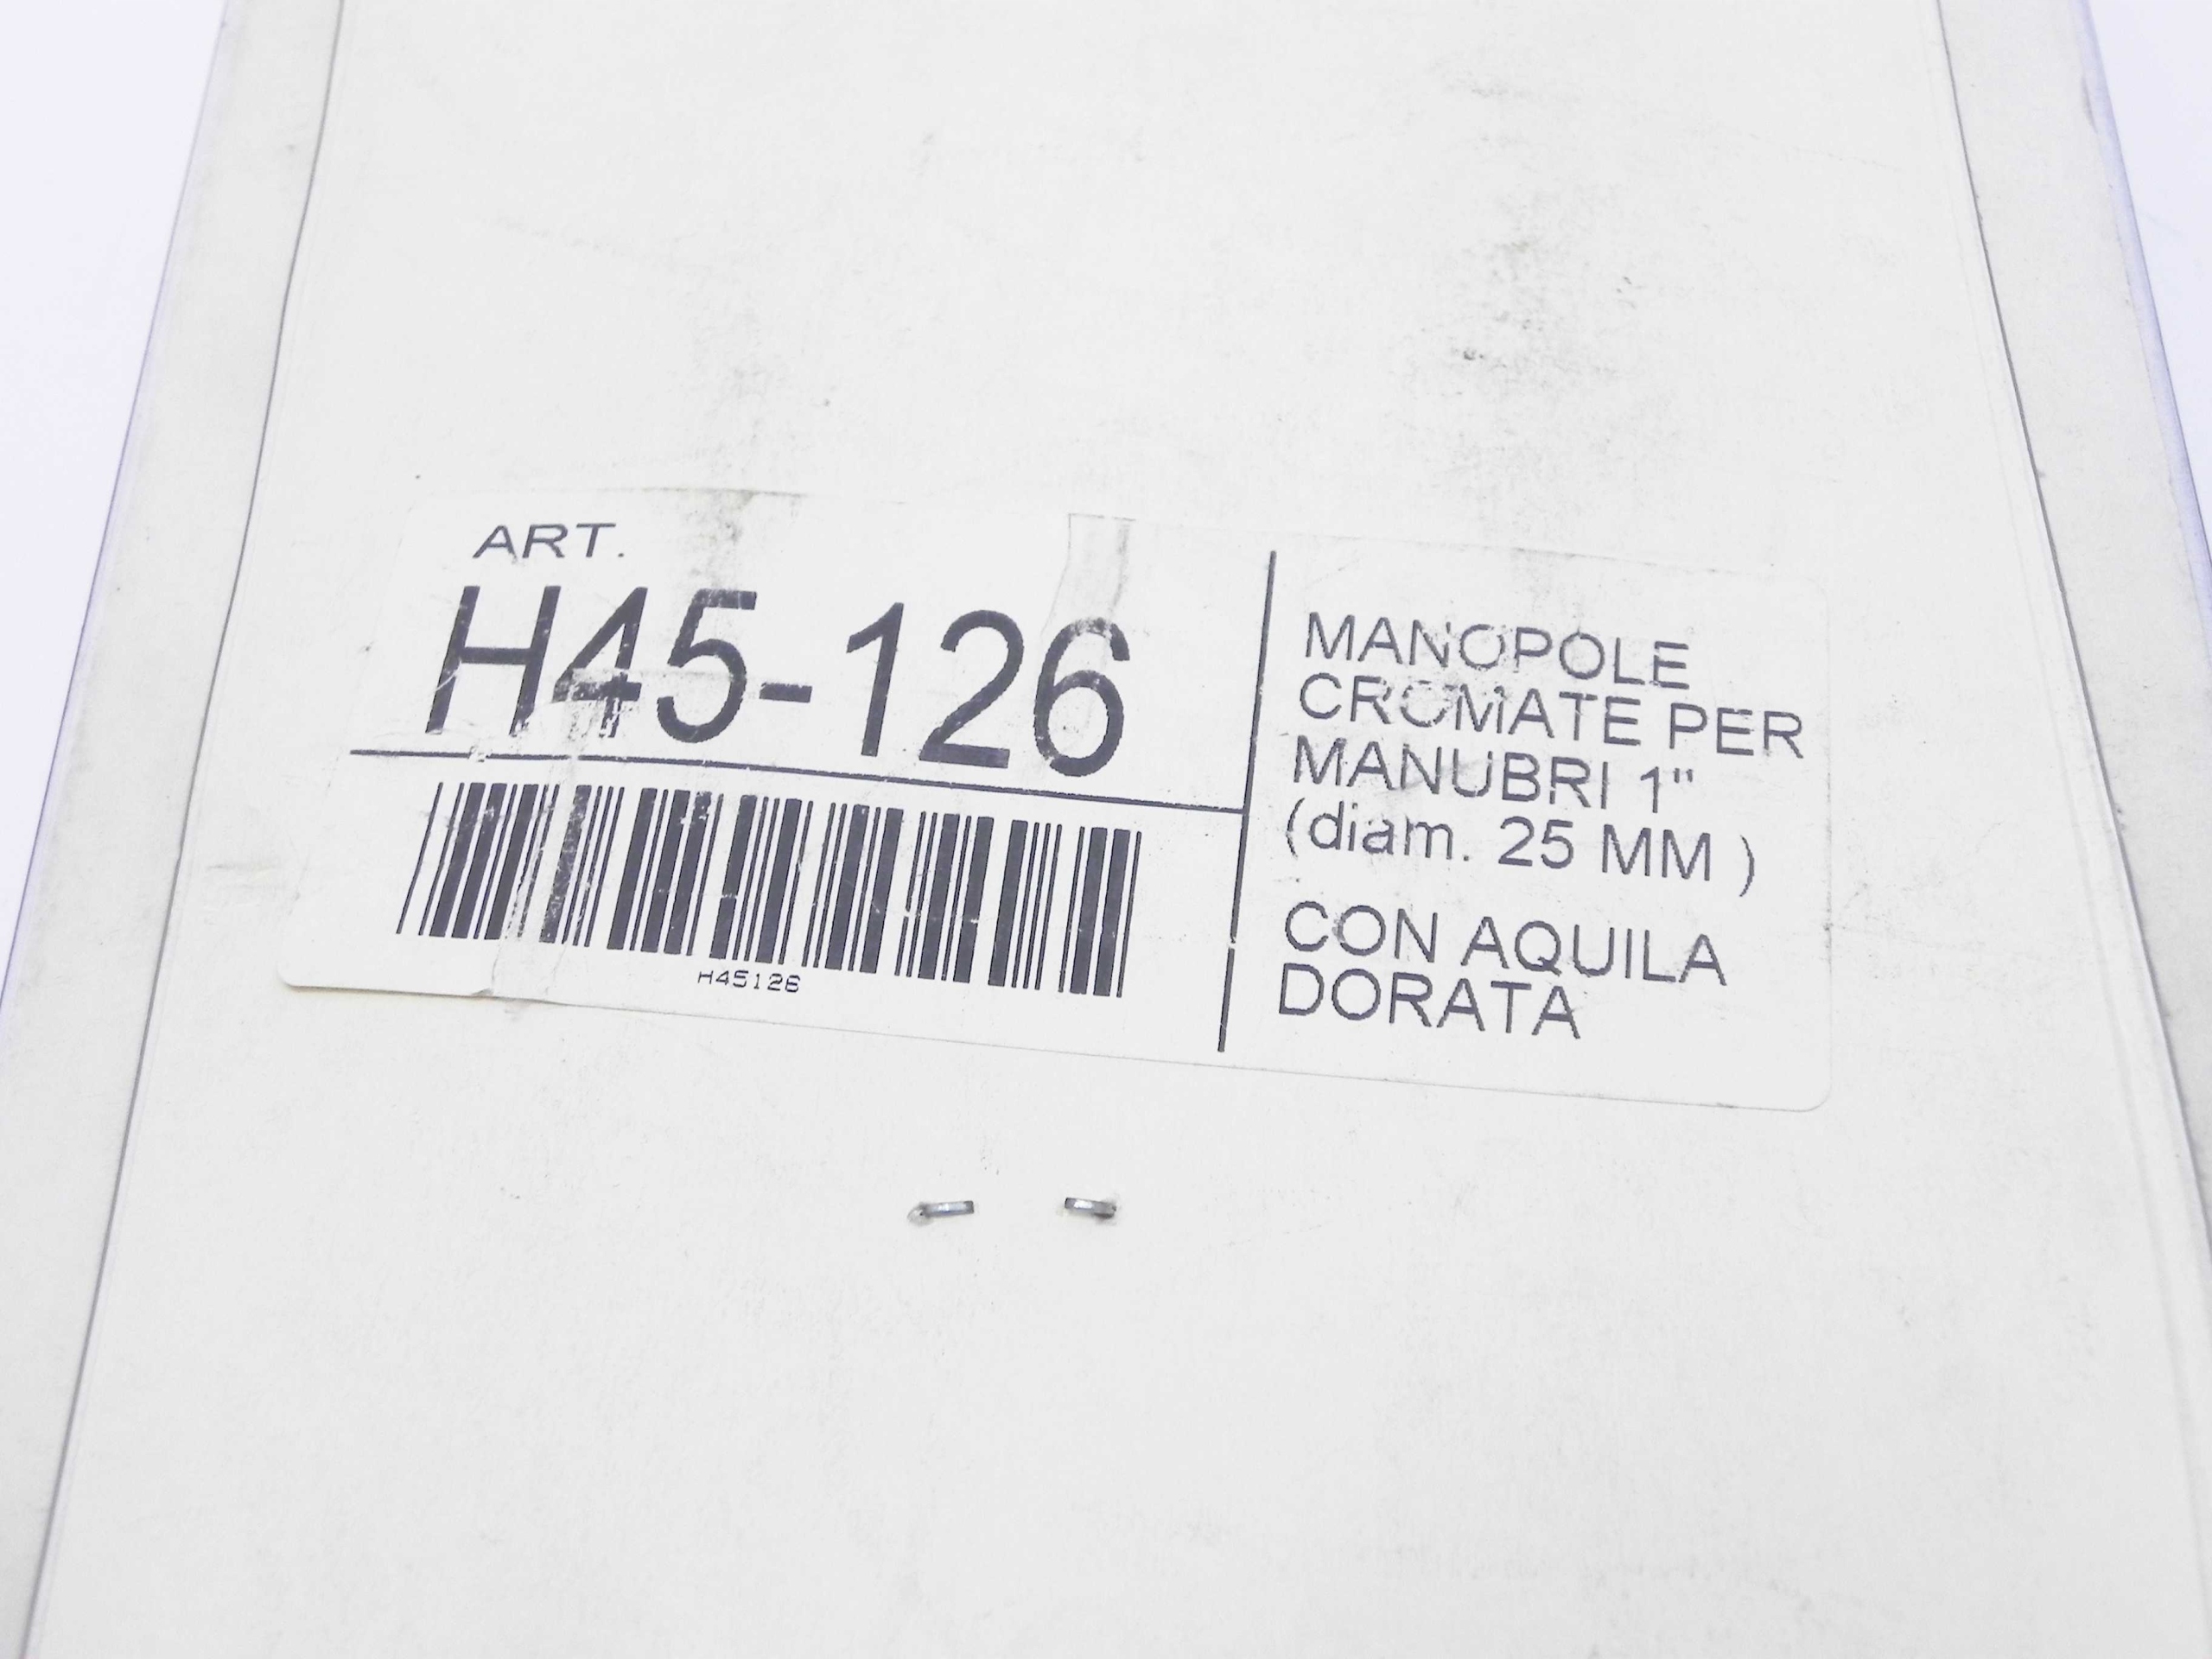 ART.
H45-126
H45126
MANOPOLE
CROMATE PER
MANUBRI 1"
(diam. 25 MM )
CON AQUILA
DORATA